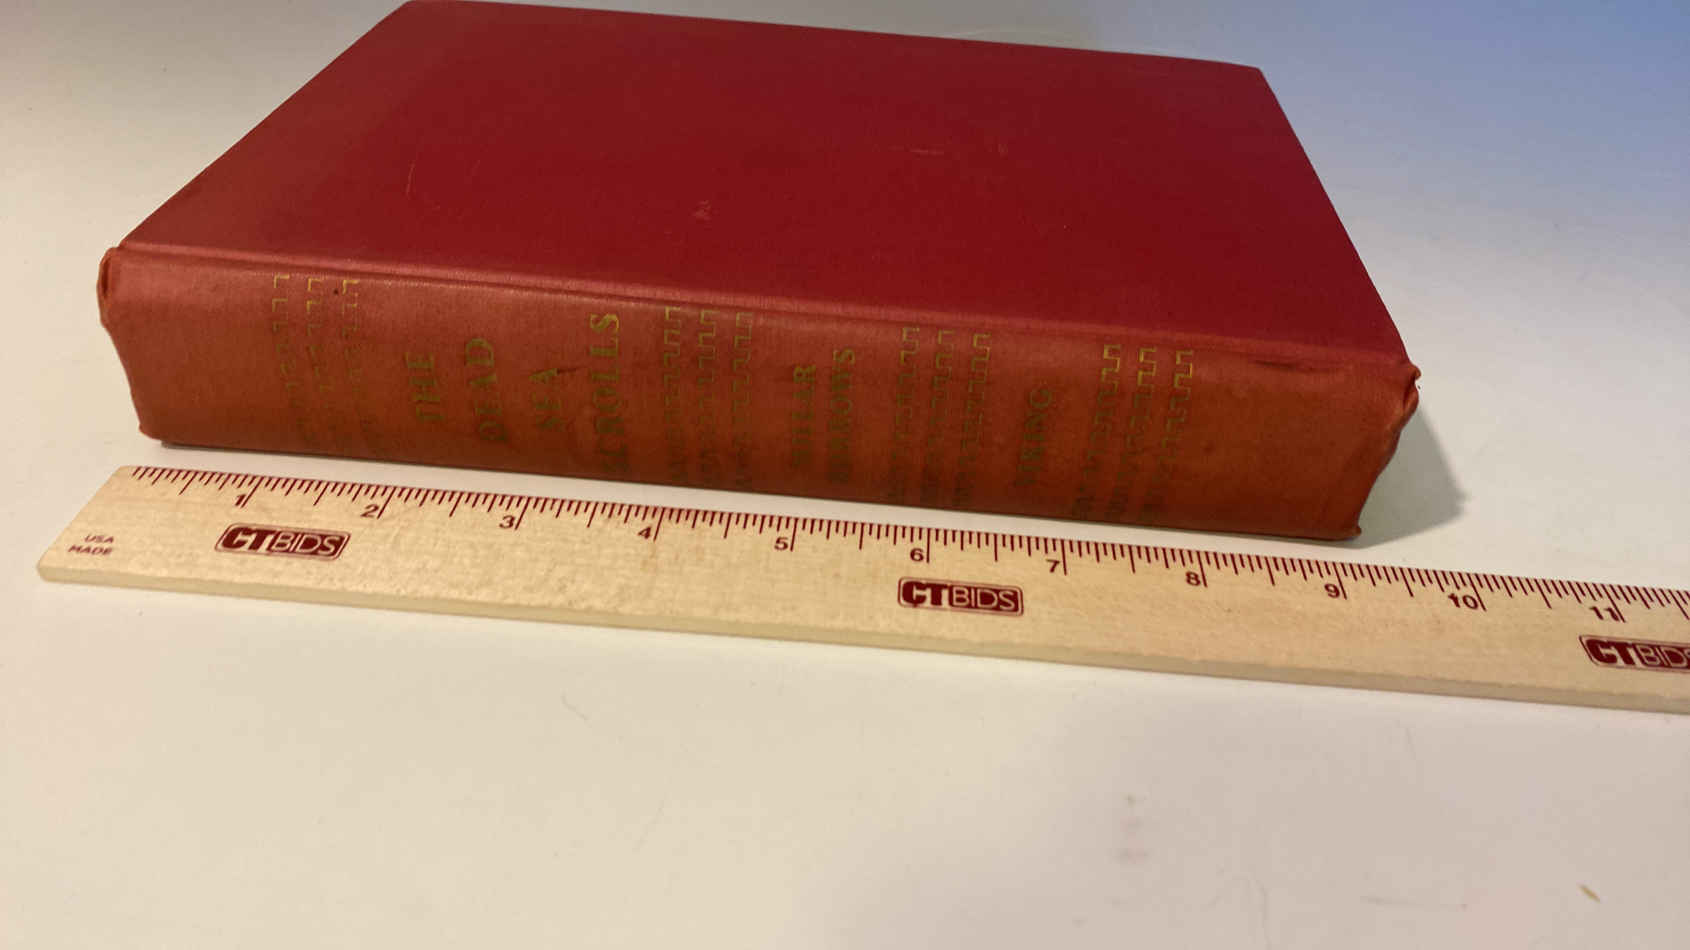 THE
DEAD
SEA
SCROLLS
MILLAR
BURROWS
VIKING
1 2 3 4 5 6 7 8 9 10 11
USA
MADE
CTBIDS
CTBIDS
CTBIDS